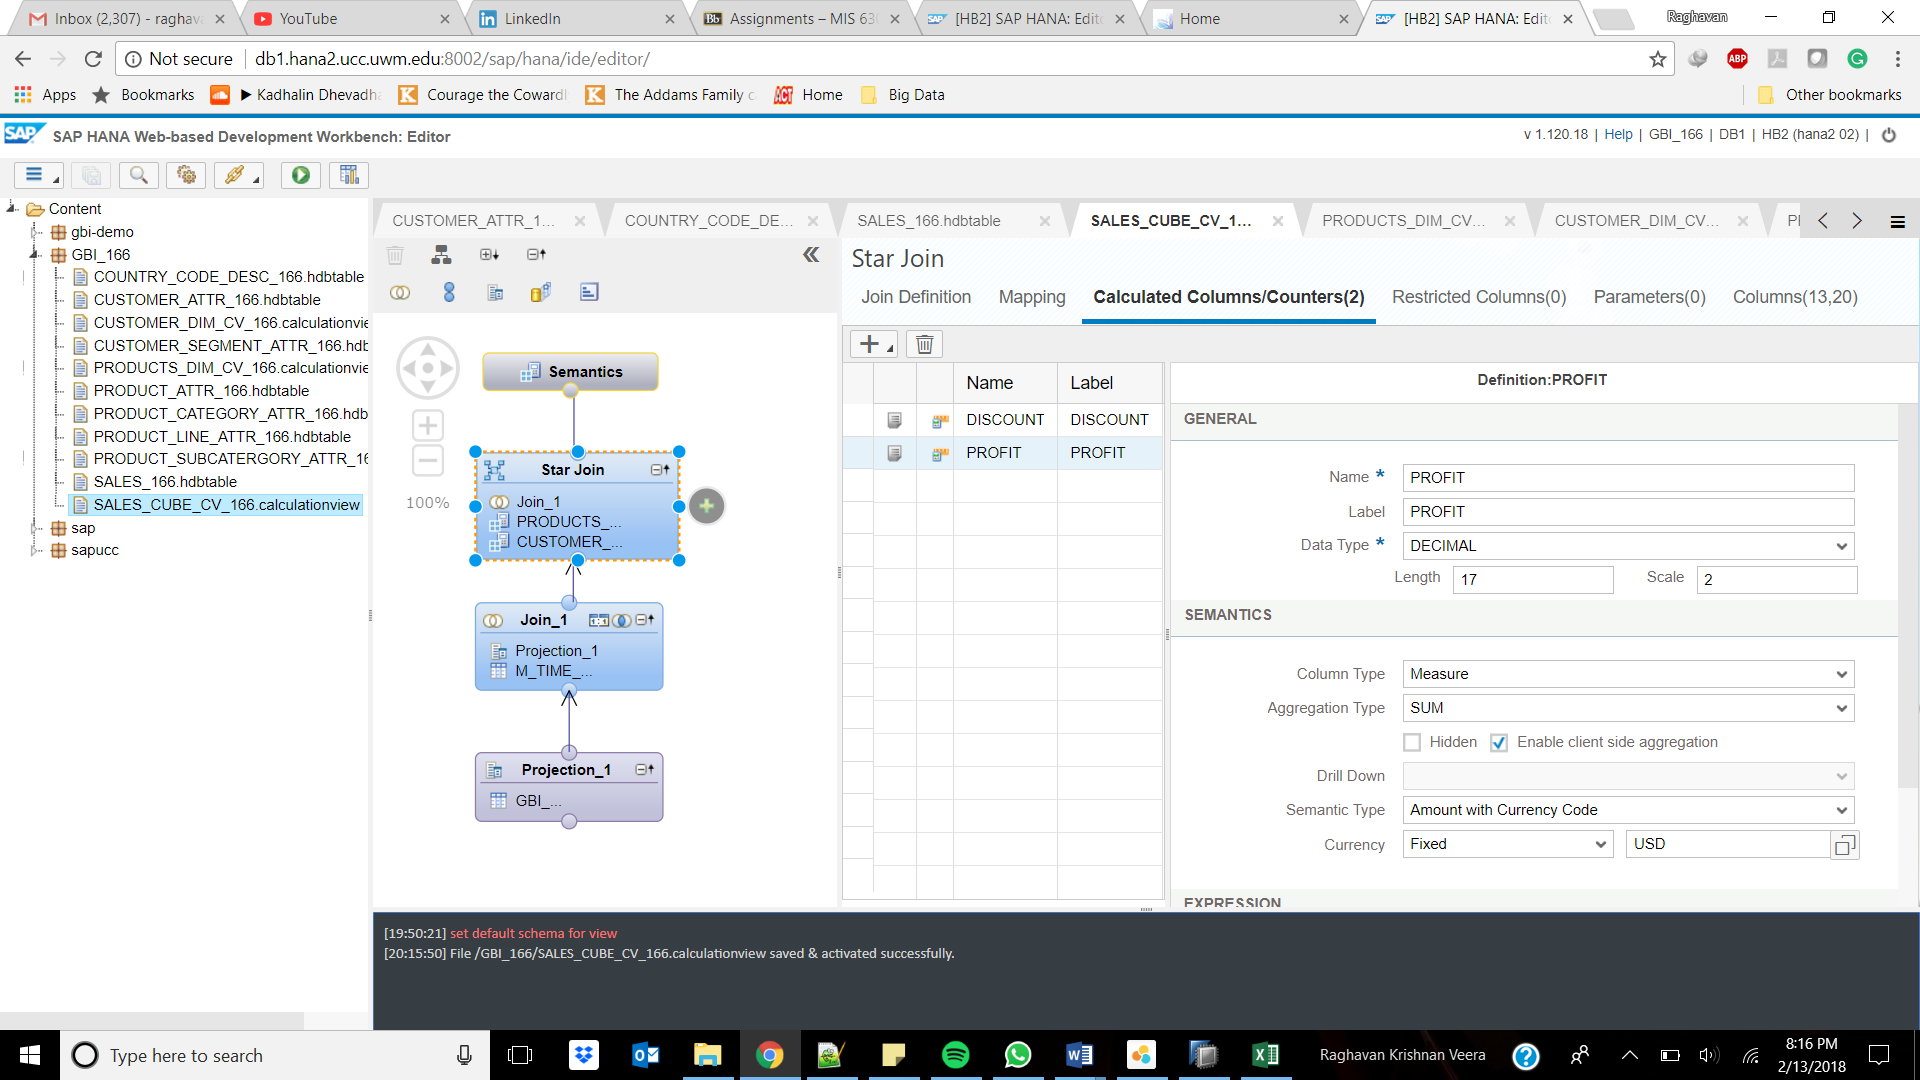 Inbox (2,307) - raghava
YouTube
LinkedIn
Assignments – MIS 63
[HB2] SAP HANA: Edit
Home
[HB2] SAP HANA: Edit
Raghavan
Not secure
db1.hana2.ucc.uwm.edu:8002/sap/hana/ide/editor/
ABP
Apps
Bookmarks
Kadhalin Dhevadha
Courage the Coward
The Addams Family
Home
Big Data
Other bookmarks
SAP
SAP HANA Web-based Development Workbench: Editor
v 1.120.18 | Help | GBI_166 | DB1 | HB2 (hana2 02) |
Content
gbi-demo
GBI_166
COUNTRY_CODE_DESC_166.hdbtable
CUSTOMER_ATTR_166.hdbtable
CUSTOMER_DIM_CV_166.calculationvie
CUSTOMER_SEGMENT_ATTR_166.hdb
PRODUCTS_DIM_CV_166.calculationvie
PRODUCT_ATTR_166.hdbtable
PRODUCT_CATEGORY_ATTR_166.hdb
PRODUCT_LINE_ATTR_166.hdbtable
PRODUCT_SUBCATERGORY_ATTR_16
SALES_166.hdbtable
SALES_CUBE_CV_166.calculationview
sap
sapucc
CUSTOMER_ATTR_1...
COUNTRY_CODE_DE...
SALES_166.hdbtable
SALES_CUBE_CV_1...
PRODUCTS_DIM_CV...
CUSTOMER_DIM_CV...
Semantics
100%
Star Join
Join_1
PRODUCTS_...
CUSTOMER_...
Join_1
Projection_1
M_TIME_...
Projection_1
GBI_...
Star Join
Join Definition
Mapping
Calculated Columns/Counters(2)
Restricted Columns(0)
Parameters(0)
Columns(13,20)
Name Label
DISCOUNT DISCOUNT
PROFIT PROFIT
Definition:PROFIT
GENERAL
Name * PROFIT
Label PROFIT
Data Type * DECIMAL
Length 17 Scale 2
SEMANTICS
Column Type Measure
Aggregation Type SUM
Hidden Enable client side aggregation
Drill Down
Semantic Type Amount with Currency Code
Currency Fixed USD
EXPRESSION
[19:50:21] set default schema for view
[20:15:50] File /GBI_166/SALES_CUBE_CV_166.calculationview saved & activated successfully.
Type here to search
Raghavan Krishnan Veera
8:16 PM
2/13/2018